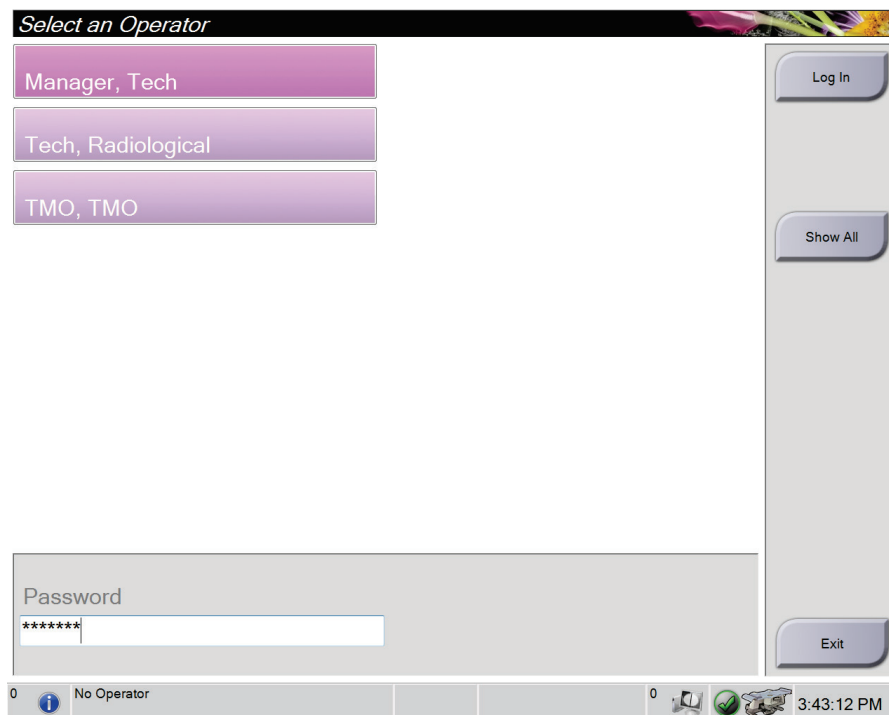 Select an Operator
Manager, Tech
Log In
Tech, Radiological
TMO, TMO
Show All
Password
*******
Exit
0
No Operator
0
3:43:12 PM